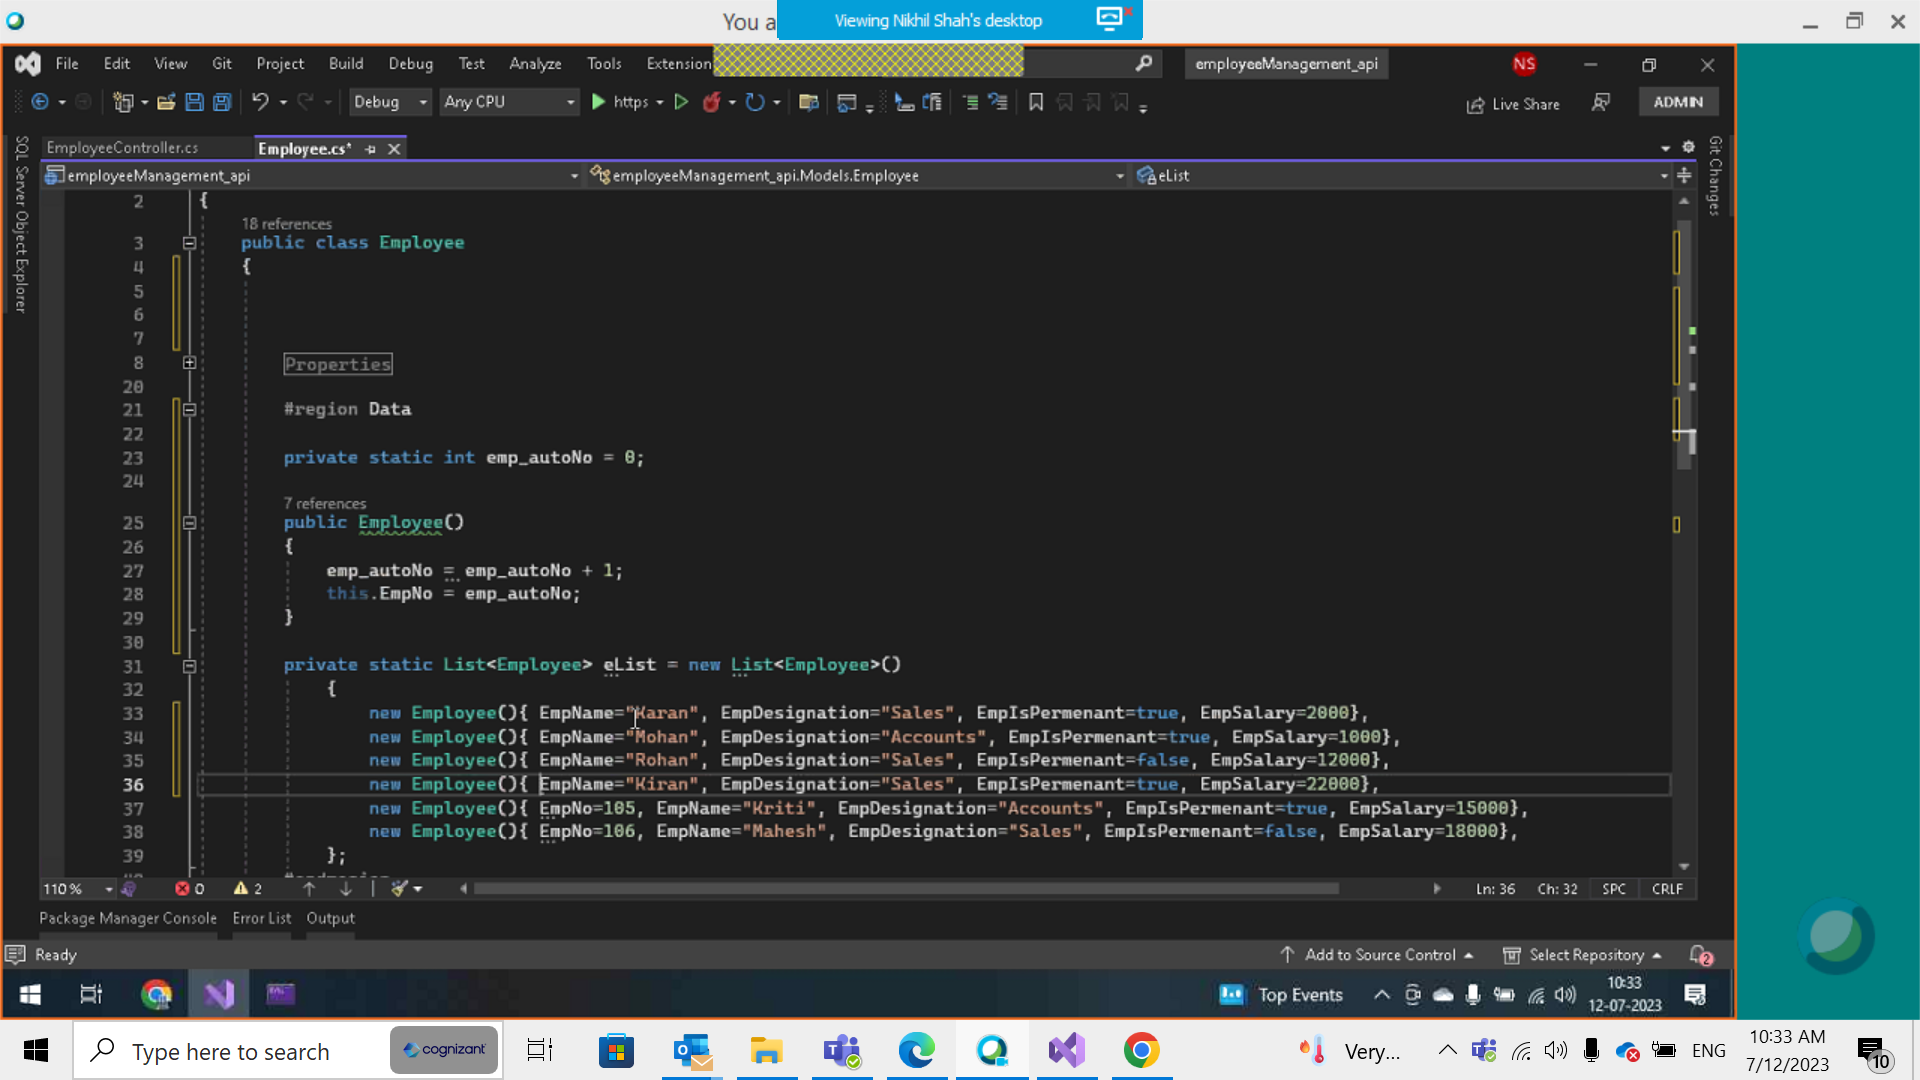 You a
Viewing Nikhil Shah's desktop
File Edit View Git Project Build Debug Test Analyze Tools Extension
employeeManagement_api
NS
Debug
Any CPU
https
Live Share
ADMIN
SQL Server Object Explorer
Git Changes
EmployeeController.cs
Employee.cs*
employeeManagement_api
employeeManagement_api.Models.Employee
eList
2 {
18 references
3 public class Employee
4 {
5
6
7
8 Properties
20
21 #region Data
22
23 private static int emp_autoNo = 0;
24
7 references
25 public Employee()
26 {
27 emp_autoNo = emp_autoNo + 1;
28 this.EmpNo = emp_autoNo;
29 }
30
31 private static List<Employee> eList = new List<Employee>()
32 {
33 new Employee(){ EmpName="Karan", EmpDesignation="Sales", EmpIsPermenant=true, EmpSalary=2000},
34 new Employee(){ EmpName="Mohan", EmpDesignation="Accounts", EmpIsPermenant=true, EmpSalary=1000},
35 new Employee(){ EmpName="Rohan", EmpDesignation="Sales", EmpIsPermenant=false, EmpSalary=12000},
36 new Employee(){ EmpName="Kiran", EmpDesignation="Sales", EmpIsPermenant=true, EmpSalary=22000},
37 new Employee(){ EmpNo=105, EmpName="Kriti", EmpDesignation="Accounts", EmpIsPermenant=true, EmpSalary=15000},
38 new Employee(){ EmpNo=106, EmpName="Mahesh", EmpDesignation="Sales", EmpIsPermenant=false, EmpSalary=18000},
39 };
110 %
0
2
Ln: 36 Ch: 32 SPC CRLF
Package Manager Console Error List Output
Ready
Add to Source Control
Select Repository
2
Top Events
10:33
12-07-2023
Type here to search
cognizant
Very...
ENG
10:33 AM
7/12/2023
10